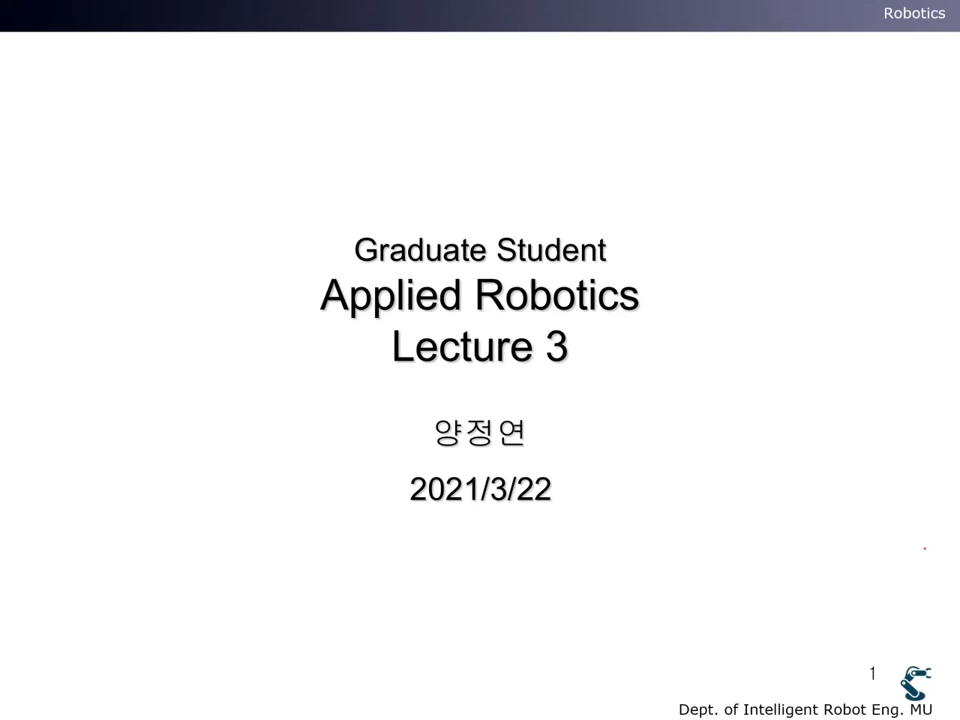 Robotics
Graduate Student
Applied Robotics
Lecture 3
양정연
2021/3/22
1
Dept. of Intelligent Robot Eng. MU